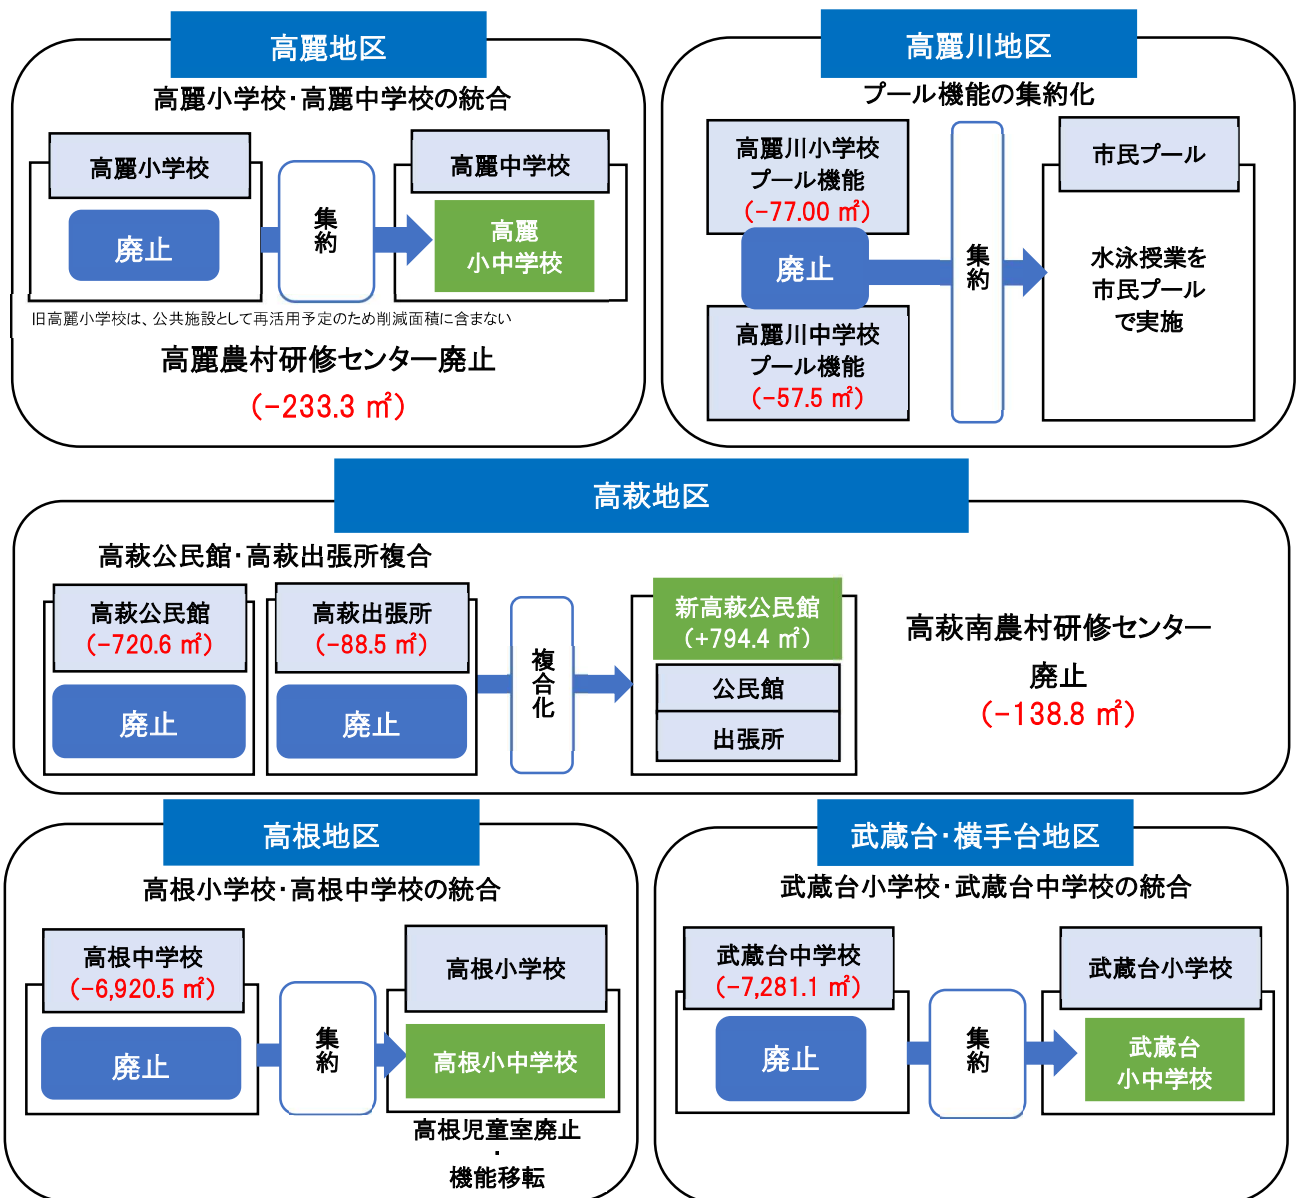 高麗地区
高麗小学校・高麗中学校の統合
高麗小学校
廃止
集約
高麗中学校
高麗
小中学校
旧高麗小学校は、公共施設として再活用予定のため削減面積に含まない
高麗農村研修センター廃止
(-233.3 ㎡)
高麗川地区
プール機能の集約化
高麗川小学校
プール機能
(-77.00 ㎡)
廃止
高麗川中学校
プール機能
(-57.5 ㎡)
集約
市民プール
水泳授業を
市民プール
で実施
高萩地区
高萩公民館・高萩出張所複合
高萩公民館
(-720.6 ㎡)
廃止
高萩出張所
(-88.5 ㎡)
廃止
複合化
新高萩公民館
(+794.4 ㎡)
公民館
出張所
高萩南農村研修センター
廃止
(-138.8 ㎡)
高根地区
高根小学校・高根中学校の統合
高根中学校
(-6,920.5 ㎡)
廃止
集約
高根小学校
高根小中学校
高根児童室廃止
・
機能移転
武蔵台・横手台地区
武蔵台小学校・武蔵台中学校の統合
武蔵台中学校
(-7,281.1 ㎡)
廃止
集約
武蔵台小学校
武蔵台
小中学校